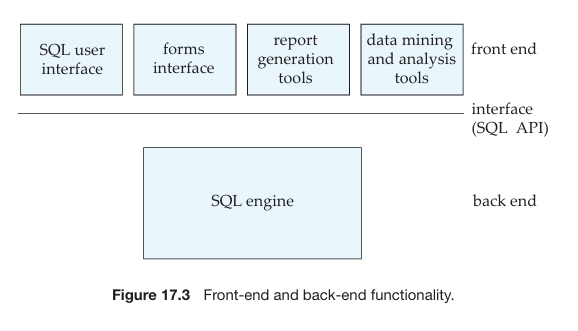 SQL user
interface
forms
interface
report
generation
tools
data mining
and analysis
tools
front end
interface
(SQL API)
SQL engine
back end
Figure 17.3 Front-end and back-end functionality.